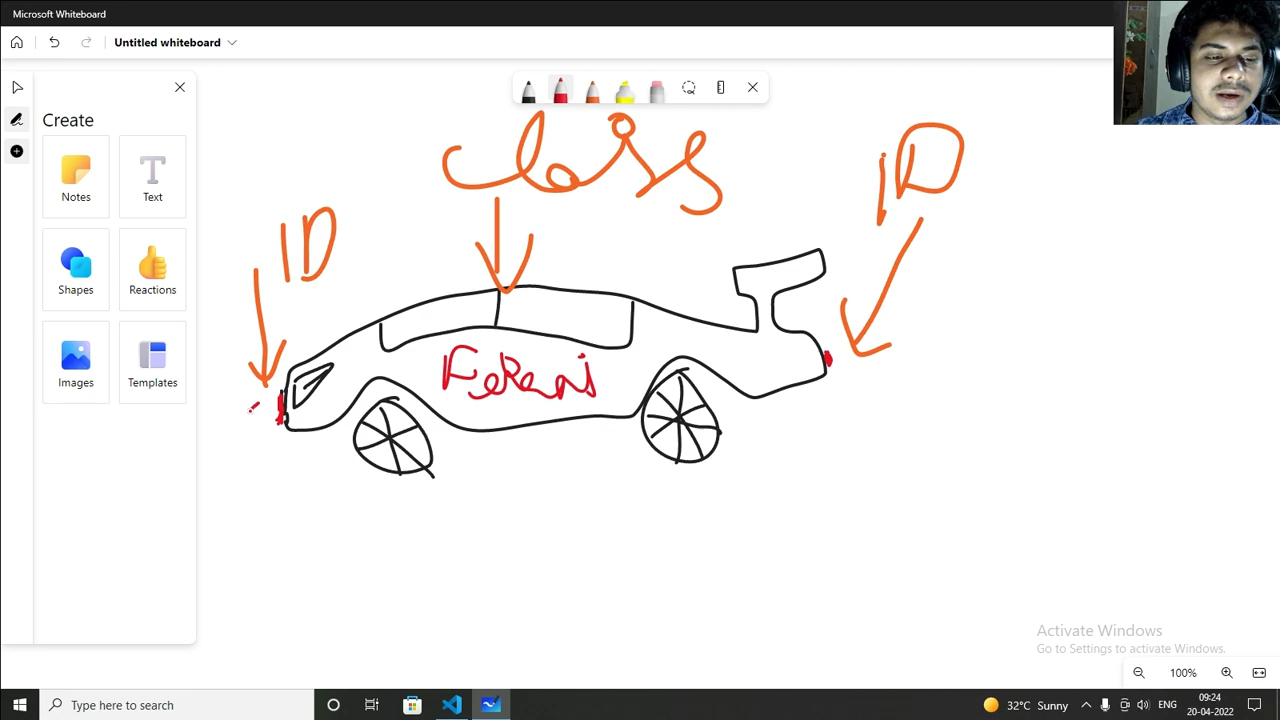 Microsoft Whiteboard
Untitled whiteboard
Create
Notes
Text
Shapes
Reactions
Images
Templates
class
ID
ID
Ferrari
Activate Windows
Go to Settings to activate Windows.
100%
Type here to search
32°C Sunny
ENG
09:24
20-04-2022